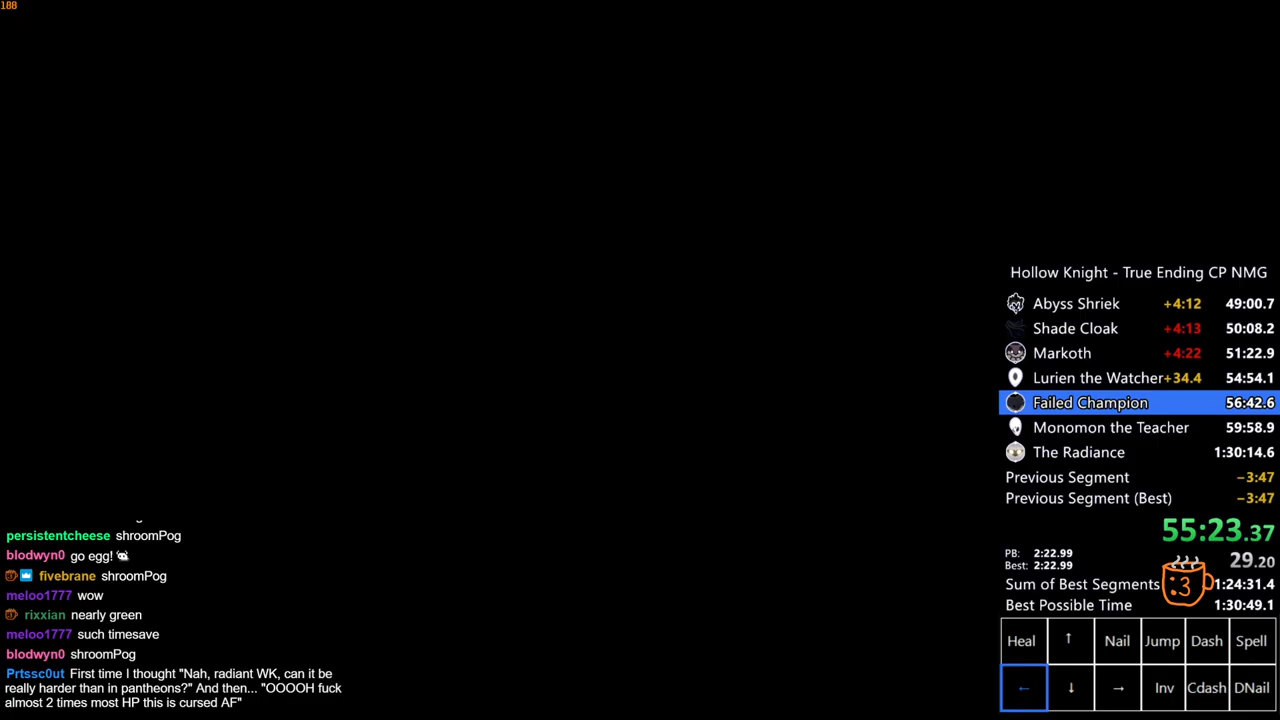 188
Hollow Knight - True Ending CP NMG
Abyss Shriek +4:12 49:00.7
Shade Cloak +4:13 50:08.2
Markoth +4:22 51:22.9
Lurien the Watcher +34.4 54:54.1
Failed Champion 56:42.6
Monomon the Teacher 59:58.9
The Radiance 1:30:14.6
Previous Segment −3:47
Previous Segment (Best) −3:47
55:23.37
PB: 2:22.99
Best: 2:22.99
29.20
Sum of Best Segments 1:24:31.4
Best Possible Time 1:30:49.1
Heal ↑ Nail Jump Dash Spell
← ↓ → Inv Cdash DNail
persistentcheese shroomPog
blodwyn0 go egg!
fivebrane shroomPog
meloo1777 wow
rixxian nearly green
meloo1777 such timesave
blodwyn0 shroomPog
Prtssc0ut First time I thought "Nah, radiant WK, can it be
really harder than in pantheons?" And then... "OOOOH fuck
almost 2 times most HP this is cursed AF"